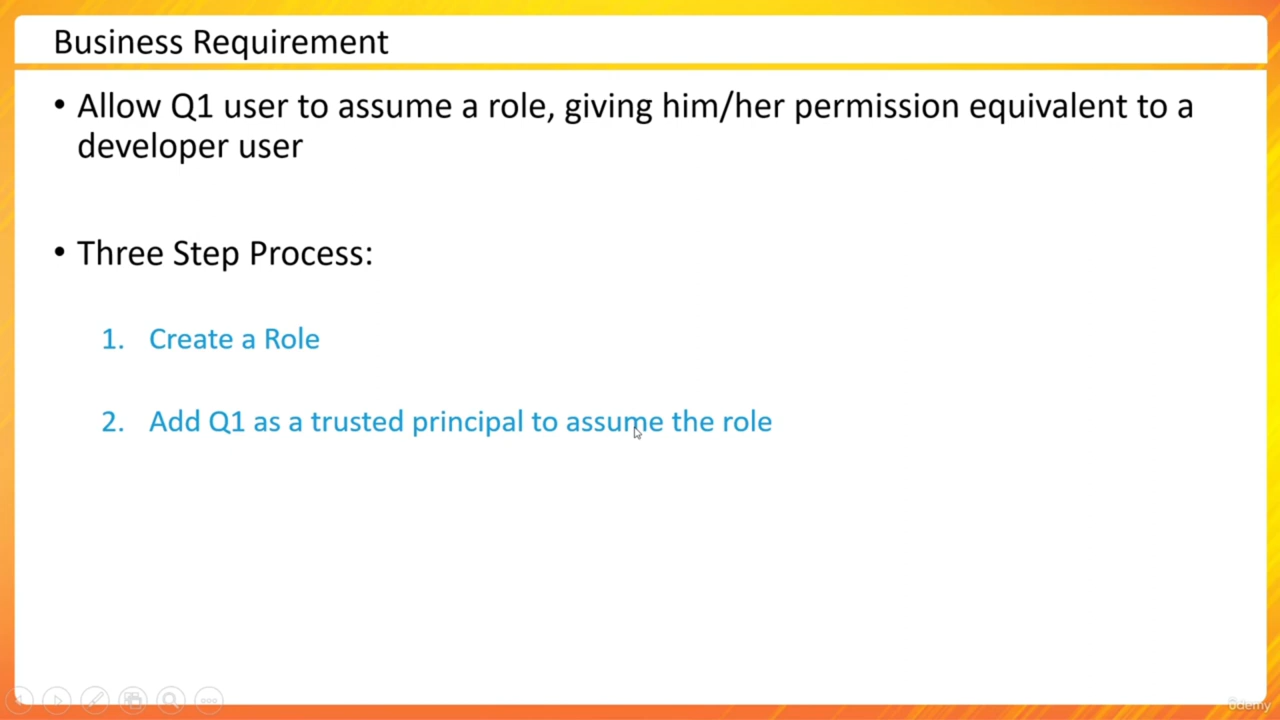 Business Requirement
• Allow Q1 user to assume a role, giving him/her permission equivalent to a
developer user
• Three Step Process:
1. Create a Role
2. Add Q1 as a trusted principal to assume the role
ûdemy